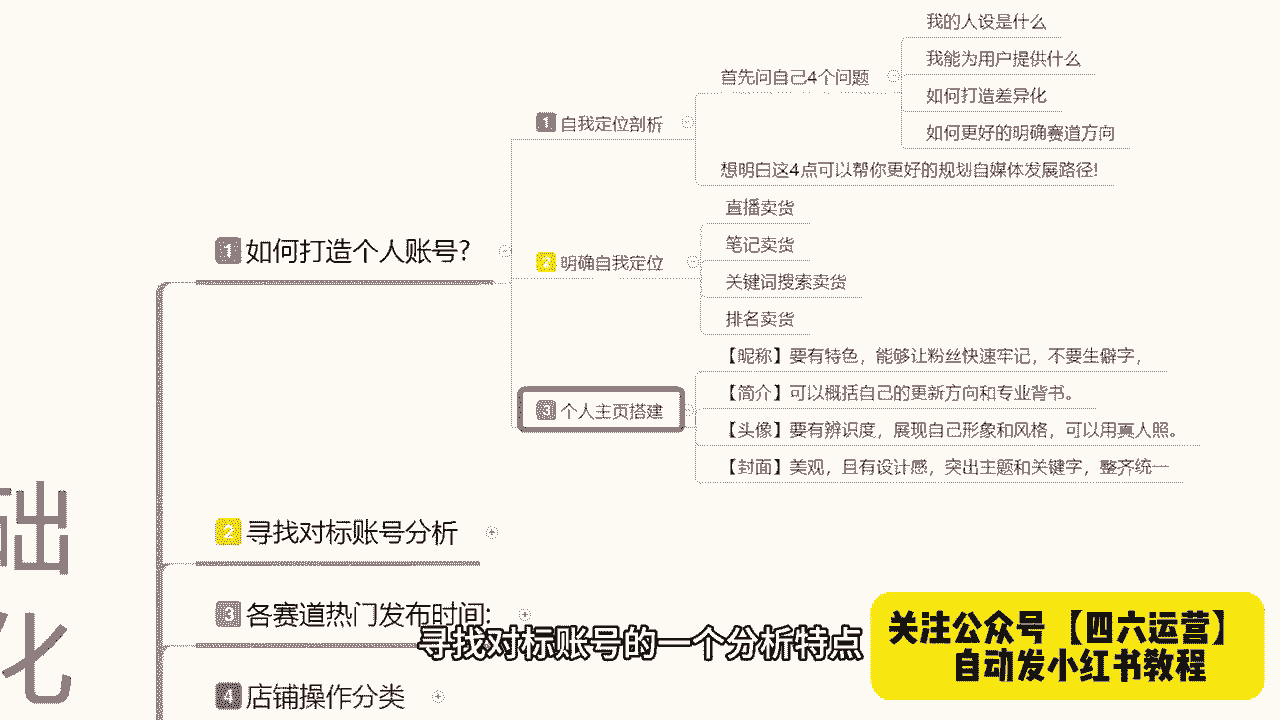 我的人设是什么
首先问自己4个问题
我能为用户提供什么
如何打造差异化
如何更好的明确赛道方向
1 自我定位剖析
想明白这4点可以帮你更好的规划自媒体发展路径!
1 如何打造个人账号?
2 明确自我定位
直播卖货
笔记卖货
关键词搜索卖货
排名卖货
3 个人主页搭建
【昵称】要有特色，能够让粉丝快速牢记，不要生僻字，
【简介】可以概括自己的更新方向和专业背书。
【头像】要有辨识度，展现自己形象和风格，可以用真人照。
【封面】美观，且有设计感，突出主题和关键字，整齐统一
础
化
2 寻找对标账号分析
3 各赛道热门发布时间:
4 店铺操作分类
寻找对标账号的一个分析特点
关注公众号【四六运营】
自动发小红书教程